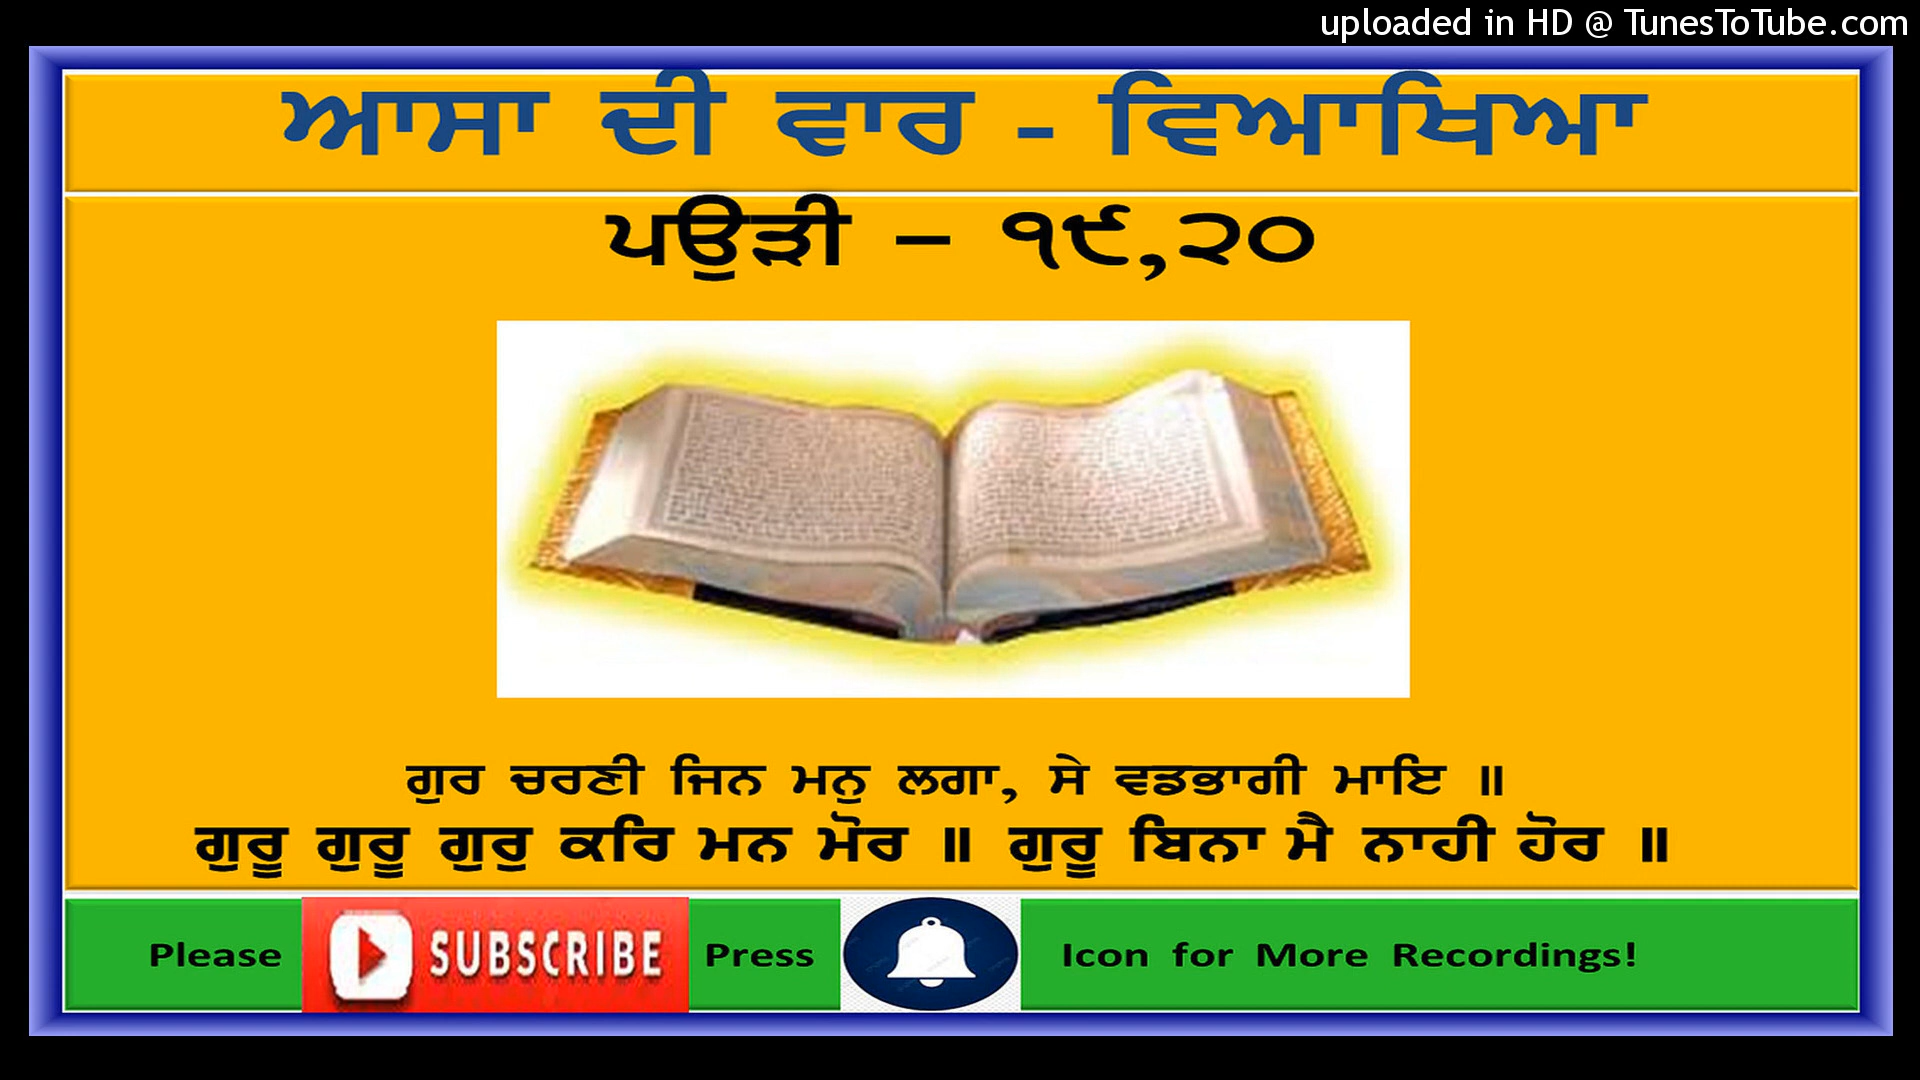 uploaded in HD @ TunesToTube.com
ਆਸਾ ਦੀ ਵਾਰ - ਵਿਆਖਿਆ
ਪਉੜੀ – ੧੯,੨੦
ਗੁਰ ਚਰਣੀ ਜਿਨ ਮਨੁ ਲਗਾ, ਸੇ ਵਡਭਾਗੀ ਮਾਇ ॥
ਗੁਰੂ ਗੁਰੂ ਗੁਰੁ ਕਰਿ ਮਨ ਮੋਰ ॥ ਗੁਰੂ ਬਿਨਾ ਮੈ ਨਾਹੀ ਹੋਰ ॥
Please SUBSCRIBE Press Icon for More Recordings!